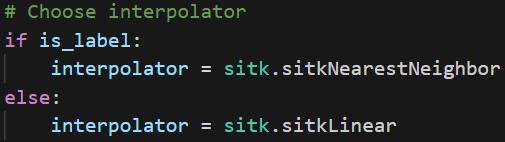 # Choose interpolator
if is_label:
    interpolator = sitk.sitkNearestNeighbor
else:
    interpolator = sitk.sitkLinear